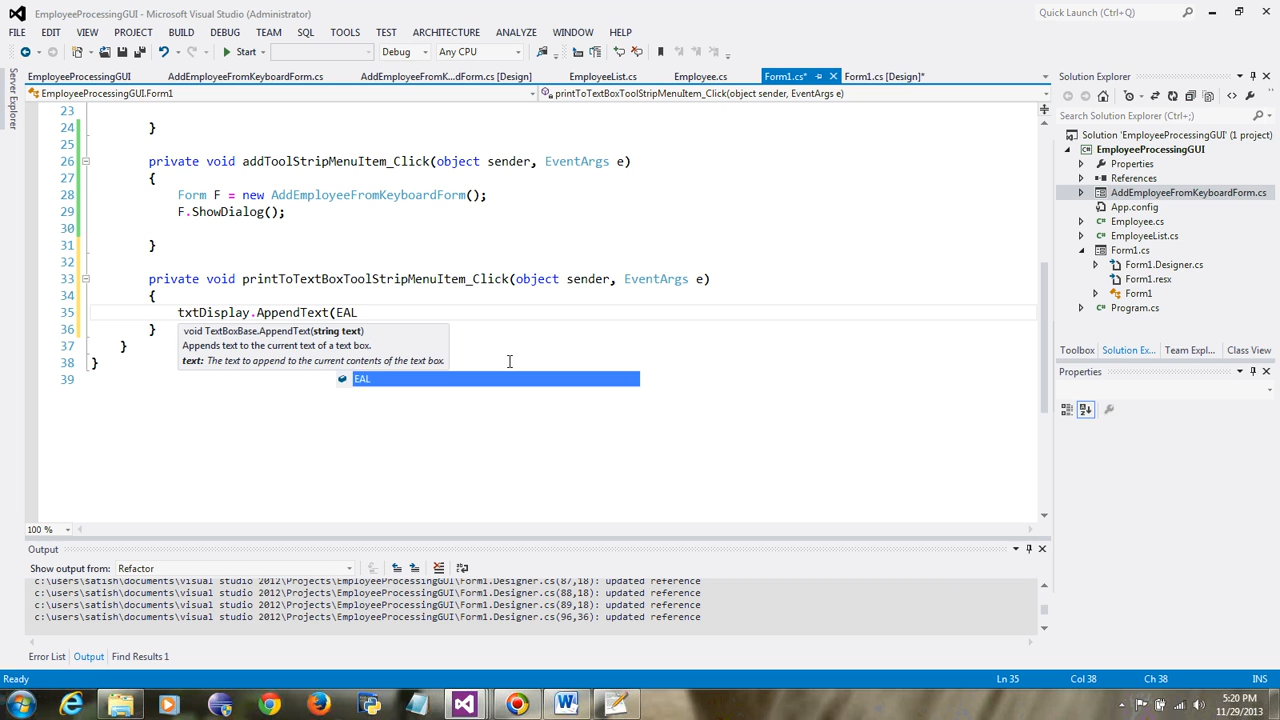 EmployeeProcessingGUI - Microsoft Visual Studio (Administrator)
Quick Launch (Ctrl+Q)
FILE EDIT VIEW PROJECT BUILD DEBUG TEAM SQL TOOLS TEST ARCHITECTURE ANALYZE WINDOW HELP
Start Debug Any CPU
Server Explorer
EmployeeProcessingGUI AddEmployeeFromKeyboardForm.cs AddEmployeeFromK...dForm.cs [Design] EmployeeList.cs Employee.cs Form1.cs* Form1.cs [Design]*
EmployeeProcessingGUI.Form1 printToTextBoxToolStripMenuItem_Click(object sender, EventArgs e)
23
24 }
25
26 private void addToolStripMenuItem_Click(object sender, EventArgs e)
27 {
28 Form F = new AddEmployeeFromKeyboardForm();
29 F.ShowDialog();
30
31 }
32
33 private void printToTextBoxToolStripMenuItem_Click(object sender, EventArgs e)
34 {
35 txtDisplay.AppendText(EAL
36 }
37 }
38 }
39
void TextBoxBase.AppendText(string text)
Appends text to the current text of a text box.
text: The text to append to the current contents of the text box.
EAL
100 %
Solution Explorer
Search Solution Explorer (Ctrl+;)
Solution 'EmployeeProcessingGUI' (1 project)
EmployeeProcessingGUI
Properties
References
AddEmployeeFromKeyboardForm.cs
App.config
Employee.cs
EmployeeList.cs
Form1.cs
Form1.Designer.cs
Form1.resx
Form1
Program.cs
Toolbox Solution Ex... Team Expl... Class View
Properties
Output
Show output from: Refactor
c:\users\satish\documents\visual studio 2012\Projects\EmployeeProcessingGUI\Form1.Designer.cs(87,18): updated reference
c:\users\satish\documents\visual studio 2012\Projects\EmployeeProcessingGUI\Form1.Designer.cs(88,18): updated reference
c:\users\satish\documents\visual studio 2012\Projects\EmployeeProcessingGUI\Form1.Designer.cs(89,18): updated reference
c:\users\satish\documents\visual studio 2012\Projects\EmployeeProcessingGUI\Form1.Designer.cs(96,36): updated reference
Error List Output Find Results 1
Ready Ln 35 Col 38 Ch 38 INS
5:20 PM
11/29/2013